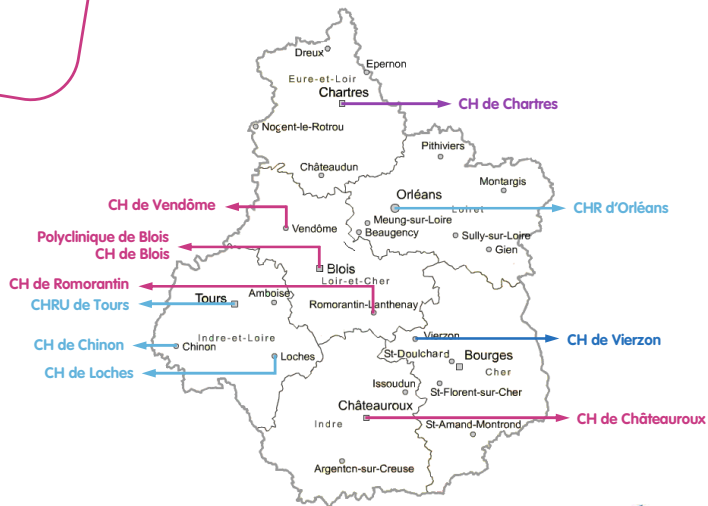 Dreux
Epernon
Eure-et-Loir
Chartres
CH de Chartres
Nogent-le-Rotrou
Pithiviers
Châteaudun
Montargis
Orléans
CH de Vendôme
Loiret
CHR d'Orléans
Meung-sur-Loire
Vendôme
Beaugency
Sully-sur-Loire
Polyclinique de Blois
Gien
CH de Blois
Blois
Loir-et-Cher
CH de Romorantin
Amboise
CHRU de Tours
Tours
Romorantin-Lanthenay
Vierzon
CH de Vierzon
Indre-et-Loire
CH de Chinon
Chinon
St-Doulchard
Bourges
Loches
Cher
CH de Loches
Issoudun
St-Florent-sur-Cher
Châteauroux
CH de Châteauroux
Indre
St-Amand-Montrond
Argenton-sur-Creuse